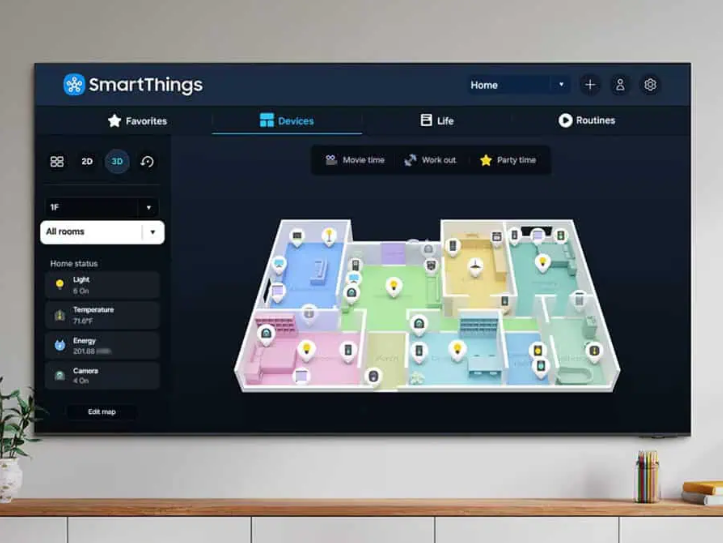 SmartThings
Home
Favorites
Devices
Life
Routines
2D
3D
Movie time
Work out
Party time
1F
All rooms
Home status
Light
6 On
Temperature
71.6°F
Energy
201.88
Camera
4 On
Edit map